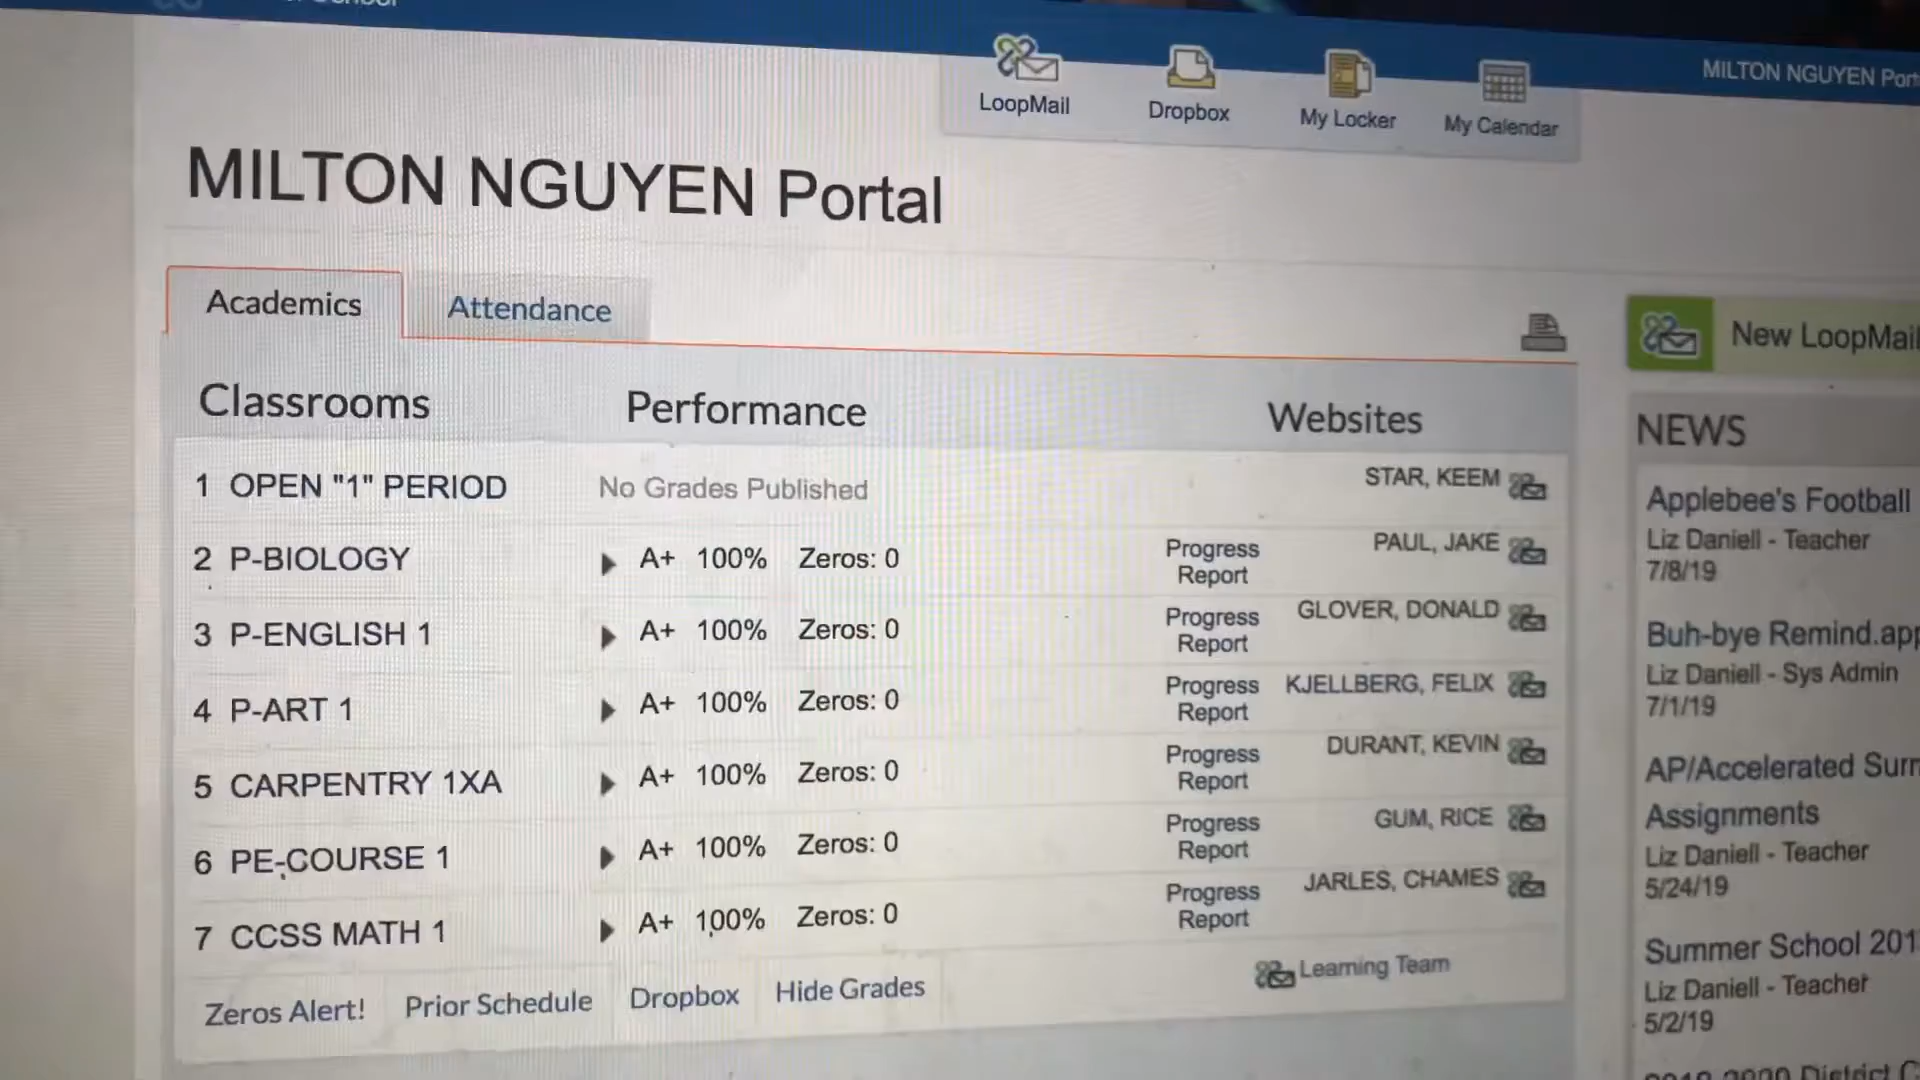 School
MILTON NGUYEN Port
LoopMail
Dropbox
My Locker
My Calendar
MILTON NGUYEN Portal
Academics
Attendance
New LoopMail
Classrooms
Performance
Websites
1 OPEN "1" PERIOD
No Grades Published
STAR, KEEM
2 P-BIOLOGY
A+ 100% Zeros: 0
Progress
Report
PAUL, JAKE
3 P-ENGLISH 1
A+ 100% Zeros: 0
Progress
Report
GLOVER, DONALD
4 P-ART 1
A+ 100% Zeros: 0
Progress
Report
KJELLBERG, FELIX
5 CARPENTRY 1XA
A+ 100% Zeros: 0
Progress
Report
DURANT, KEVIN
6 PE-COURSE 1
A+ 100% Zeros: 0
Progress
Report
GUM, RICE
7 CCSS MATH 1
A+ 100% Zeros: 0
Progress
Report
JARLES, CHAMES
Zeros Alert!
Prior Schedule
Dropbox
Hide Grades
Learning Team
NEWS
Applebee's Football
Liz Daniell - Teacher
7/8/19
Buh-bye Remind.app
Liz Daniell - Sys Admin
7/1/19
AP/Accelerated
Assignments
Liz Daniell - Teacher
5/24/19
Summer School 201
Liz Daniell - Teacher
5/2/19
District